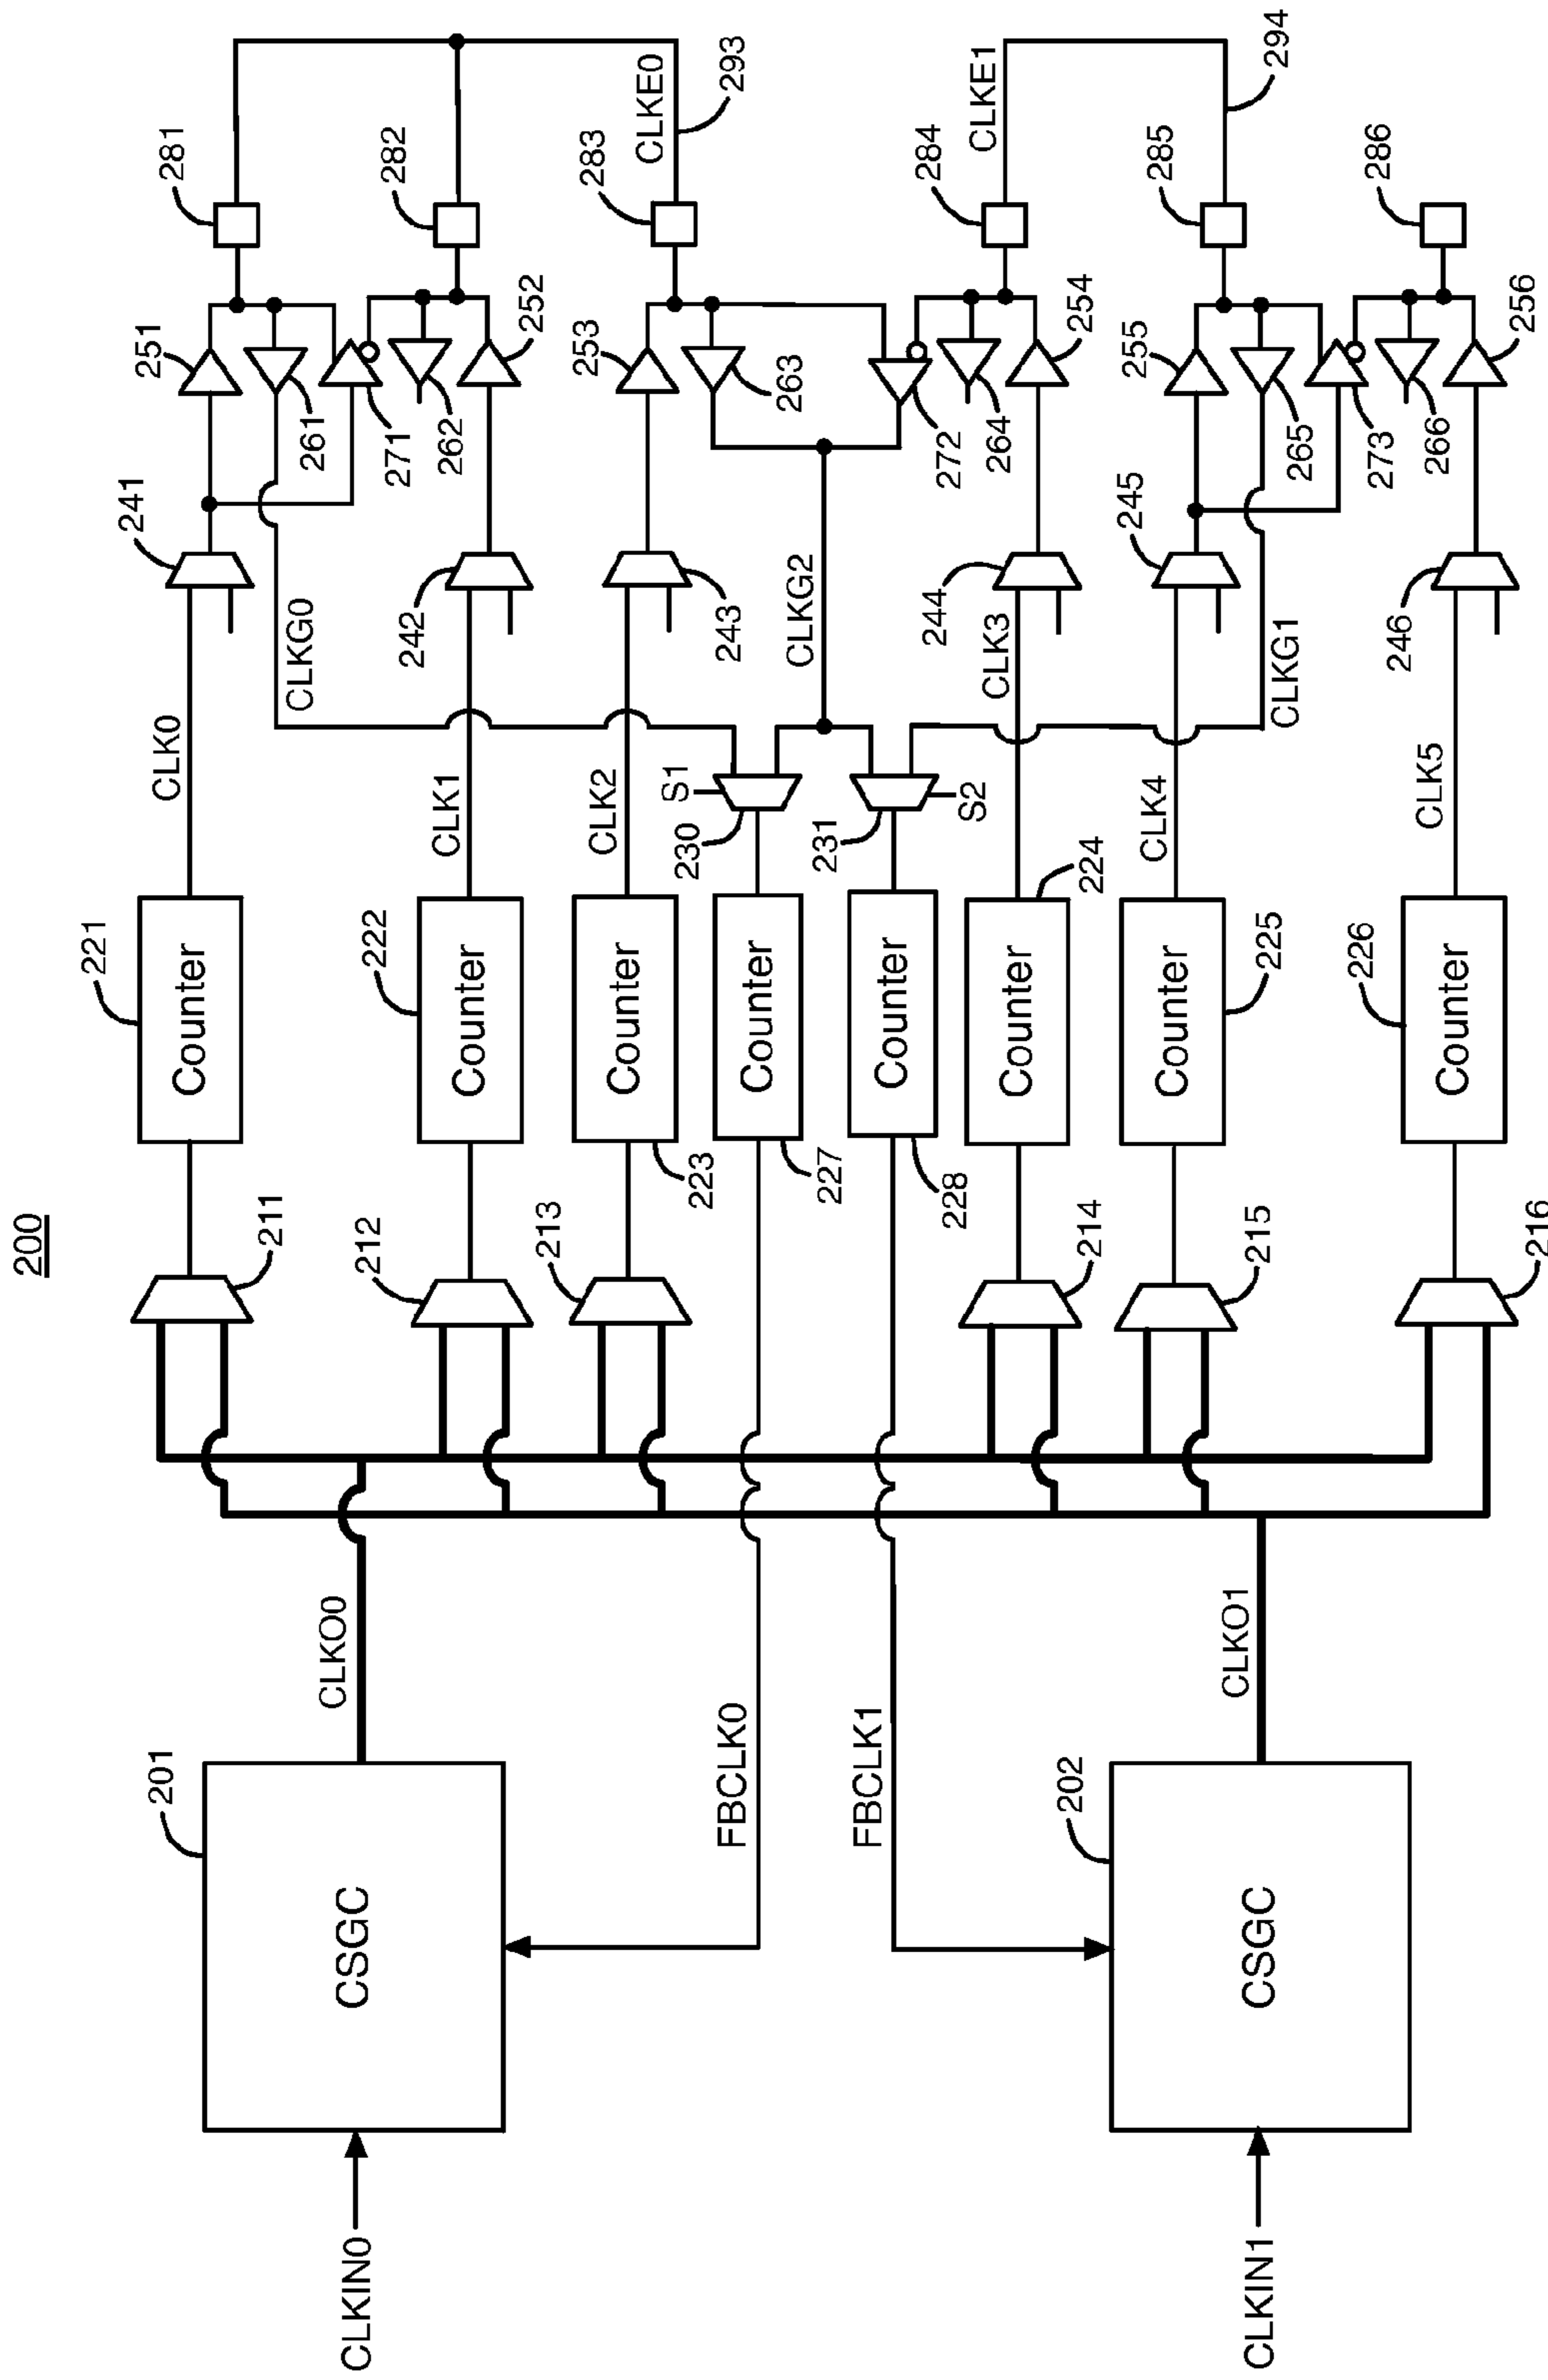 200
CLKIN0
CLKIN1
CSGC
201
CSGC
202
CLKO0
FBCLK0
FBCLK1
CLKO1
211
212
213
214
215
216
Counter
221
Counter
222
Counter
223
Counter
227
Counter
228
Counter
224
Counter
225
Counter
226
CLK0
CLK1
CLK2
S1
230
231
S2
CLK3
CLK4
CLK5
CLKG0
CLKG2
CLKG1
241
242
243
244
245
246
251
261
271
262
252
253
263
272
264
254
255
265
273
266
256
281
282
283
284
285
286
CLKE0
293
CLKE1
294